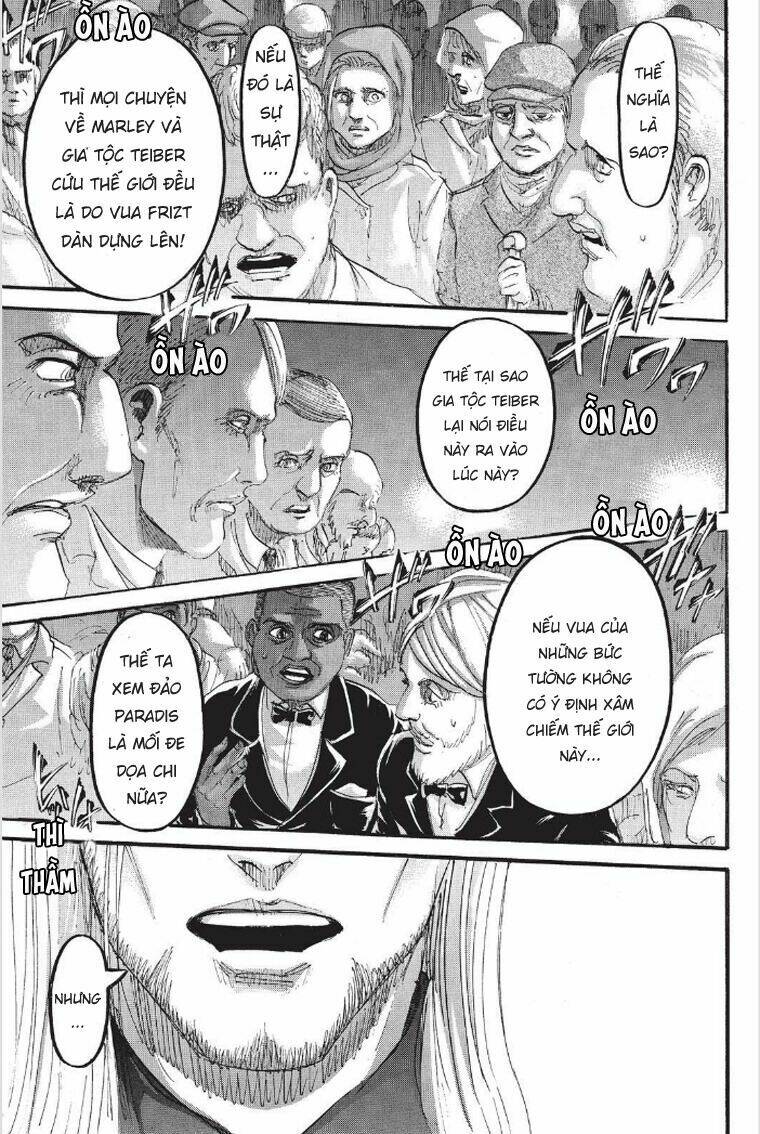 THẾ
NGHĨA
LÀ
SAO?
NẾU
ĐÓ LÀ
SỰ
THẬT
...
ỒN ÀO
THÌ MỌI CHUYỆN
VỀ MARLEY VÀ
GIA TỘC TEIBER
CỨU THẾ GIỚI ĐỀU
LÀ DO VUA FRIZT
DÀN DỰNG LÊN!
ỒN ÀO
THẾ TẠI SAO
GIA TỘC TEIBER
LẠI NÓI ĐIỀU
NÀY RA VÀO
LÚC NÀY?
ỒN ÀO
ỒN ÀO
ỒN ÀO
NẾU VUA CỦA
NHỮNG BỨC
TƯỜNG KHÔNG
CÓ Ý ĐỊNH XÂM
CHIẾM THẾ GIỚI
NÀY...
THẾ TA
XEM ĐẢO
PARADIS
LÀ MỐI ĐE
DỌA CHI
NỮA?
THÌ
THẦM
NHƯNG
...